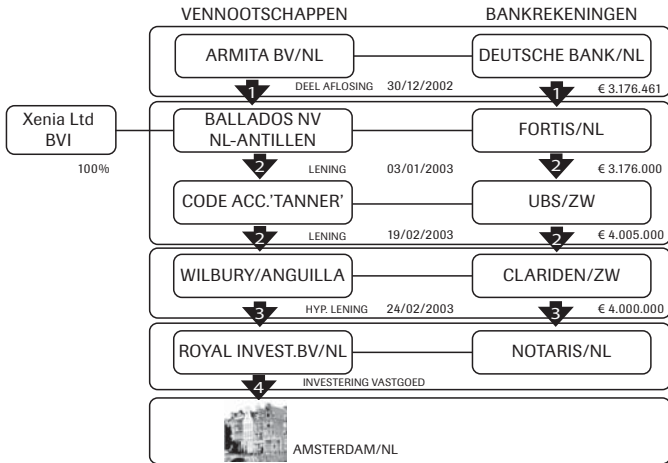 VENNOOTSCHAPPEN BANKREKENINGEN
ARMITA BV/NL DEUTSCHE BANK/NL
1 DEEL AFLOSING 30/12/2002 1 € 3.176.461
Xenia Ltd
BVI
100%
BALLADOS NV
NL-ANTILLEN
FORTIS/NL
2 LENING 03/01/2003 2 € 3.176.000
CODE ACC.'TANNER' UBS/ZW
2 LENING 19/02/2003 2 € 4.005.000
WILBURY/ANGUILLA CLARIDEN/ZW
3 HYP. LENING 24/02/2003 3 € 4.000.000
ROYAL INVEST.BV/NL NOTARIS/NL
4 INVESTERING VASTGOED
AMSTERDAM/NL